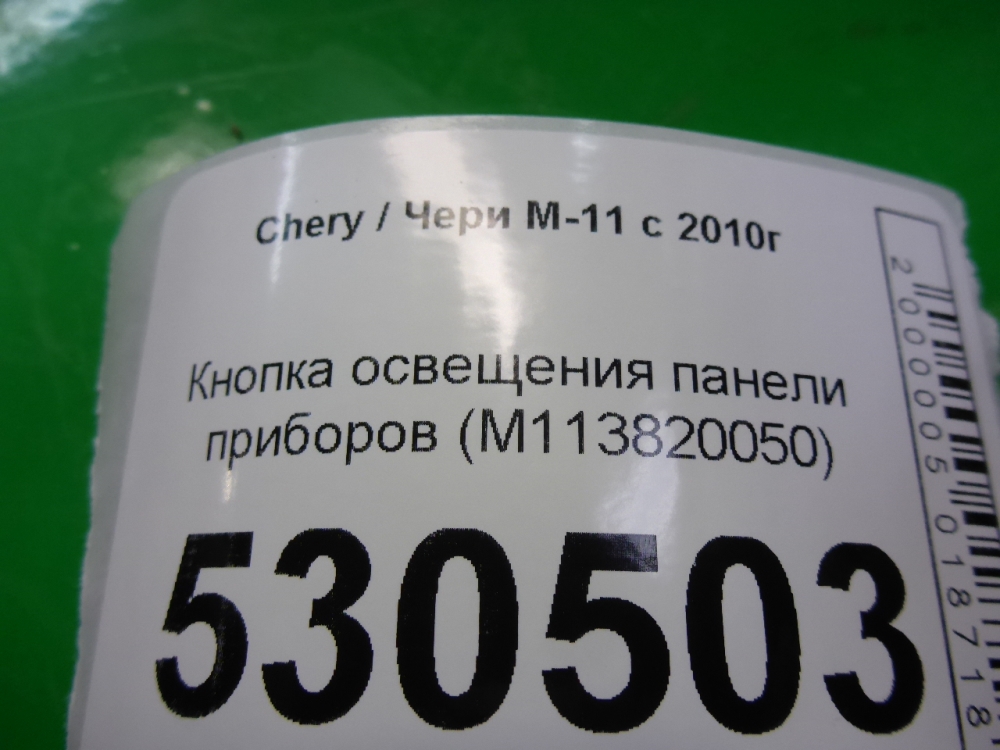 Chery / Чери М-11 с 2010г
Кнопка освещения панели
приборов (M113820050)
530503